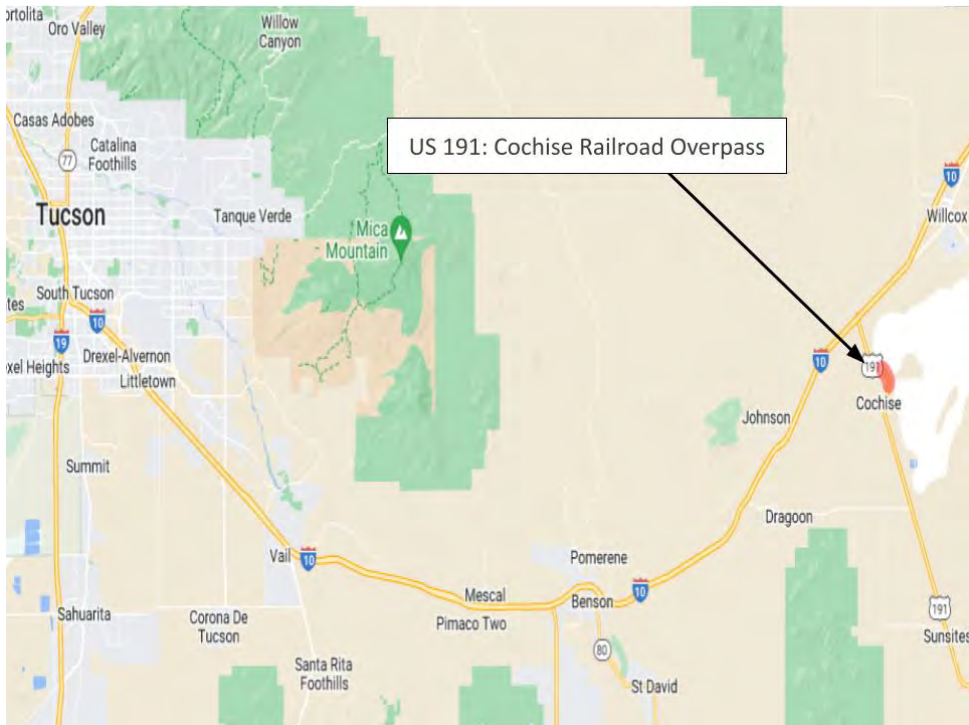 ortolita
Oro Valley
Willow
Canyon
Casas Adobes
Catalina
Foothills
77
US 191: Cochise Railroad Overpass
10
Willcox
Tucson
Tanque Verde
Mica
Mountain
tes
South Tucson
10
19
Drexel-Alvernon
exel Heights
Littletown
10
191
Cochise
Johnson
Summit
Dragoon
Vail
10
Pomerene
10
Mescal
Benson
Pimaco Two
Sahuarita
Corona De
Tucson
191
Sunsites
80
Santa Rita
Foothills
St David